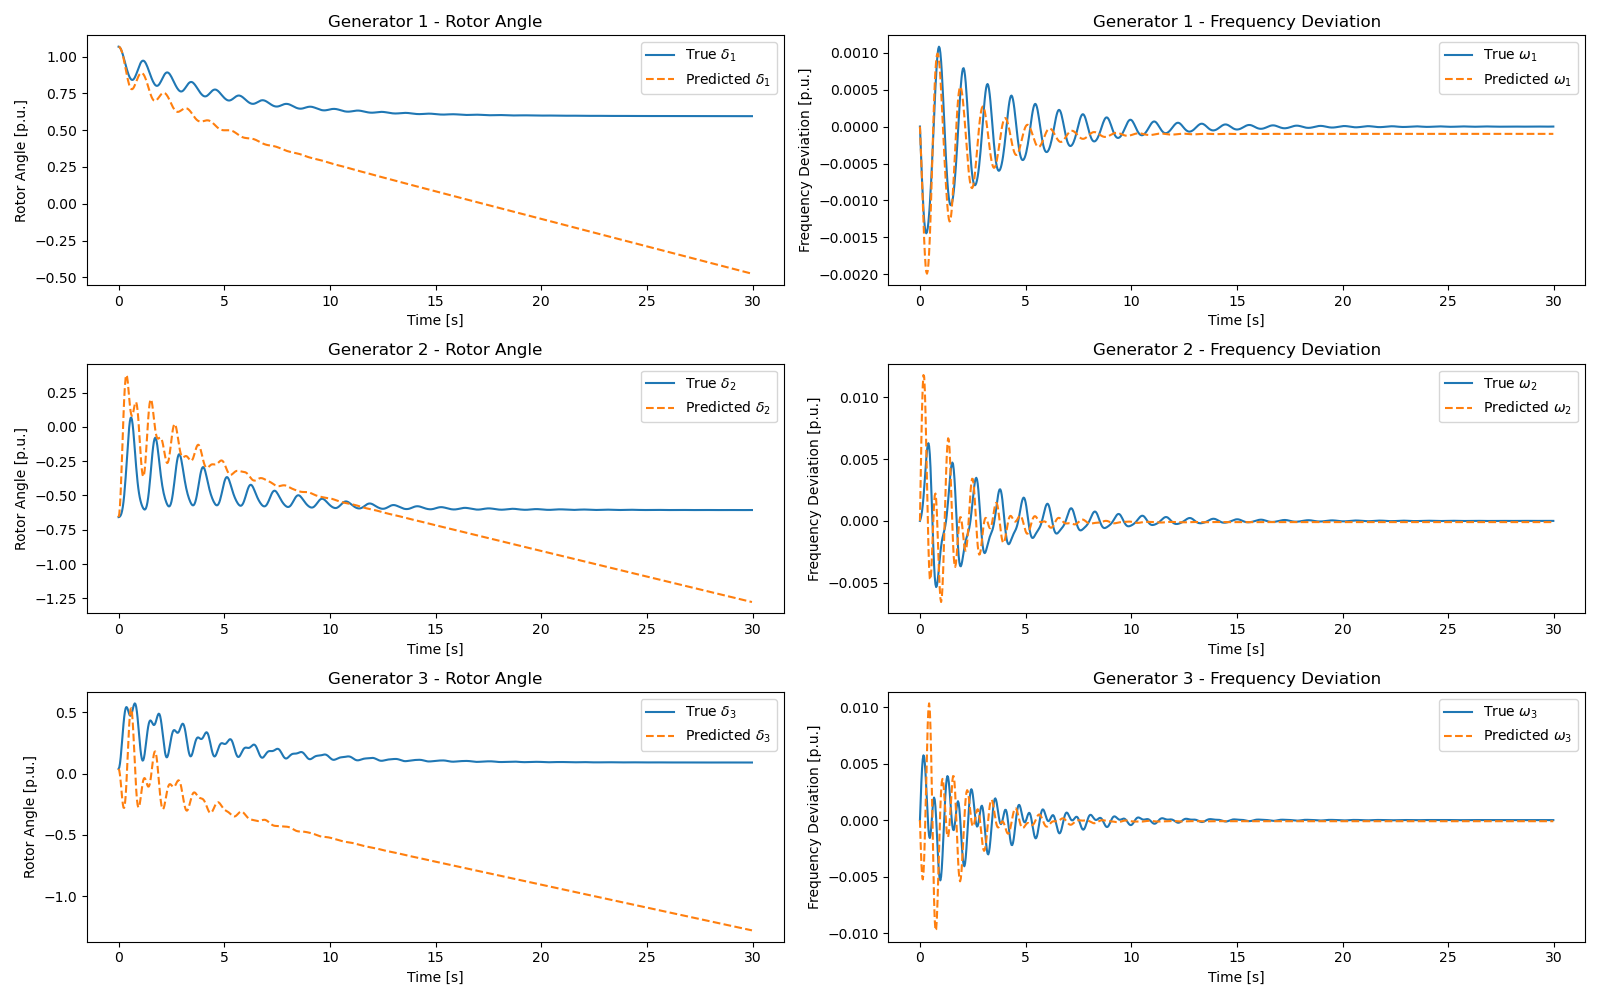 Generator 1 - Rotor Angle
Rotor Angle [p.u.]
1.00
0.75
0.50
0.25
0.00
−0.25
−0.50
True δ1
Predicted δ1
0 5 10 15 20 25 30
Time [s]
Generator 1 - Frequency Deviation
Frequency Deviation [p.u.]
0.0010
0.0005
0.0000
−0.0005
−0.0010
−0.0015
−0.0020
True ω1
Predicted ω1
0 5 10 15 20 25 30
Time [s]
Generator 2 - Rotor Angle
Rotor Angle [p.u.]
0.25
0.00
−0.25
−0.50
−0.75
−1.00
−1.25
True δ2
Predicted δ2
0 5 10 15 20 25 30
Time [s]
Generator 2 - Frequency Deviation
Frequency Deviation [p.u.]
0.010
0.005
0.000
−0.005
True ω2
Predicted ω2
0 5 10 15 20 25 30
Time [s]
Generator 3 - Rotor Angle
Rotor Angle [p.u.]
0.5
0.0
−0.5
−1.0
True δ3
Predicted δ3
0 5 10 15 20 25 30
Time [s]
Generator 3 - Frequency Deviation
Frequency Deviation [p.u.]
0.010
0.005
0.000
−0.005
−0.010
True ω3
Predicted ω3
0 5 10 15 20 25 30
Time [s]